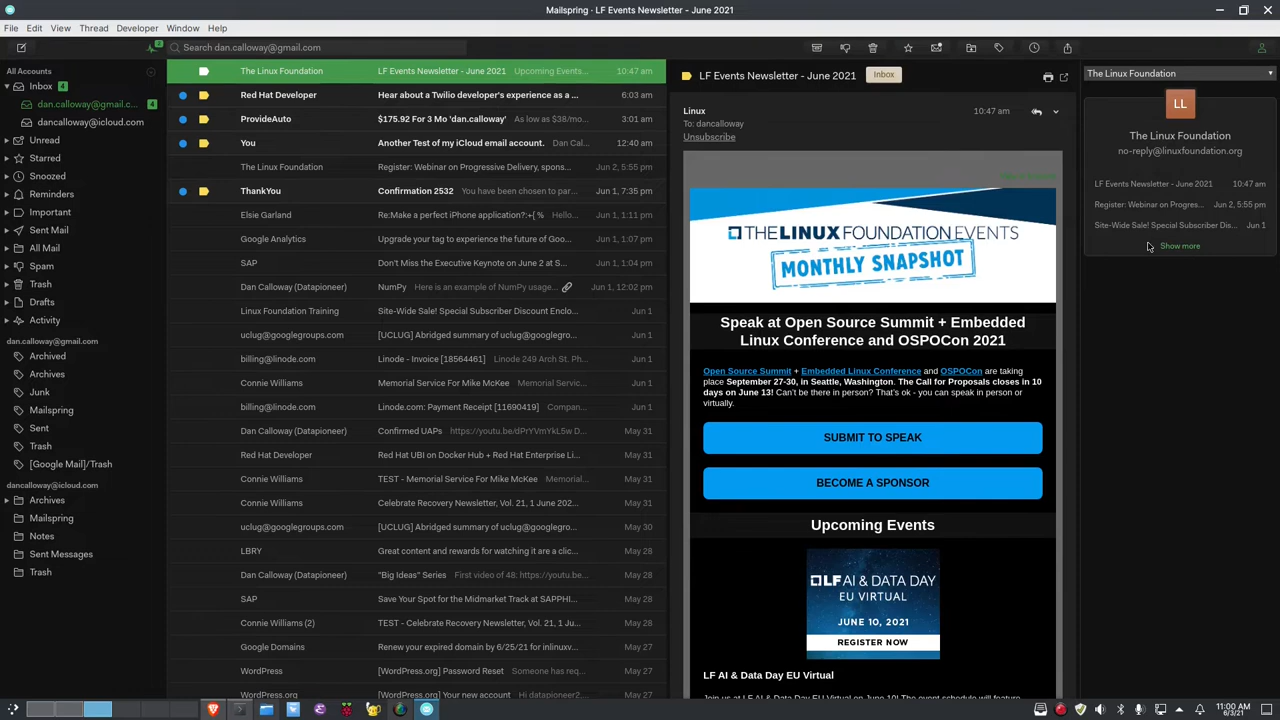 Mailspring · LF Events Newsletter - June 2021
File Edit View Thread Developer Window Help
2
Search dan.calloway@gmail.com
All Accounts
Inbox 4
dan.calloway@gmail.c... 4
dancalloway@icloud.com
Unread
Starred
Snoozed
Reminders
Important
Sent Mail
All Mail
Spam
Trash
Drafts
Activity
dan.calloway@gmail.com
Archived
Archives
Junk
Mailspring
Sent
Trash
[Google Mail]/Trash
dancalloway@icloud.com
Archives
Mailspring
Notes
Sent Messages
Trash
The Linux Foundation LF Events Newsletter - June 2021 Upcoming Events... 10:47 am
Red Hat Developer Hear about a Twilio developer's experience as a ... 6:03 am
ProvideAuto $175.92 For 3 Mo 'dan.calloway' As low as $38/mo... 3:01 am
You Another Test of my iCloud email account. Dan Cal... 12:40 am
The Linux Foundation Register: Webinar on Progressive Delivery, spons... Jun 2, 5:55 pm
ThankYou Confirmation 2532 You have been chosen to par... Jun 1, 7:35 pm
Elsie Garland Re:Make a perfect iPhone application?:+[ % Hello... Jun 1, 1:11 pm
Google Analytics Upgrade your tag to experience the future of Goo... Jun 1, 1:07 pm
SAP Don't Miss the Executive Keynote on June 2 at S... Jun 1, 1:04 pm
Dan Calloway (Datapioneer) NumPy Here is an example of NumPy usage... Jun 1, 12:02 pm
Linux Foundation Training Site-Wide Sale! Special Subscriber Discount Enclo... Jun 1
uclug@googlegroups.com [UCLUG] Abridged summary of uclug@googlegro... Jun 1
billing@linode.com Linode - Invoice [18564461] Linode 249 Arch St. Ph... Jun 1
Connie Williams Memorial Service For Mike McKee Memorial Servic... Jun 1
billing@linode.com Linode.com: Payment Receipt [11690419] Compan... Jun 1
Dan Calloway (Datapioneer) Confirmed UAPs https://youtu.be/dPrYVmYkL5w D... May 31
Red Hat Developer Red Hat UBI on Docker Hub + Red Hat Enterprise Li... May 31
Connie Williams TEST - Memorial Service For Mike McKee Memorial... May 31
Connie Williams Celebrate Recovery Newsletter, Vol. 21, 1 June 202... May 31
uclug@googlegroups.com [UCLUG] Abridged summary of uclug@googlegro... May 30
LBRY Great content and rewards for watching it are a clic... May 28
Dan Calloway (Datapioneer) "Big Ideas" Series First video of 48: https://youtu.be... May 28
SAP Save Your Spot for the Midmarket Track at SAPPHI... May 28
Connie Williams (2) TEST - Celebrate Recovery Newsletter, Vol. 21, 1 Ju... May 28
Google Domains Renew your expired domain by 6/25/21 for inlinuxv... May 28
WordPress [WordPress.org] Password Reset Someone has req... May 27
WordPress.org [WordPress.org] Your new account Hi datapioneer2... May 27
LF Events Newsletter - June 2021 Inbox
Linux 10:47 am
To: dancalloway
Unsubscribe
THE LINUX FOUNDATION EVENTS
MONTHLY SNAPSHOT
Speak at Open Source Summit + Embedded
Linux Conference and OSPOCon 2021
Open Source Summit + Embedded Linux Conference and OSPOCon are taking
place September 27-30, in Seattle, Washington. The Call for Proposals closes in 10
days on June 13! Can't be there in person? That's ok - you can speak in person or
virtually.
SUBMIT TO SPEAK
BECOME A SPONSOR
Upcoming Events
LF AI & DATA DAY
EU VIRTUAL
JUNE 10, 2021
REGISTER NOW
LF AI & Data Day EU Virtual
Join us at LF AI & Data Day EU Virtual on June 10! The event schedule will feature
The Linux Foundation
LL
The Linux Foundation
no-reply@linuxfoundation.org
LF Events Newsletter - June 2021 10:47 am
Register: Webinar on Progres... Jun 2, 5:55 pm
Site-Wide Sale! Special Subscriber Dis... Jun 1
Show more
11:00 AM
6/3/21